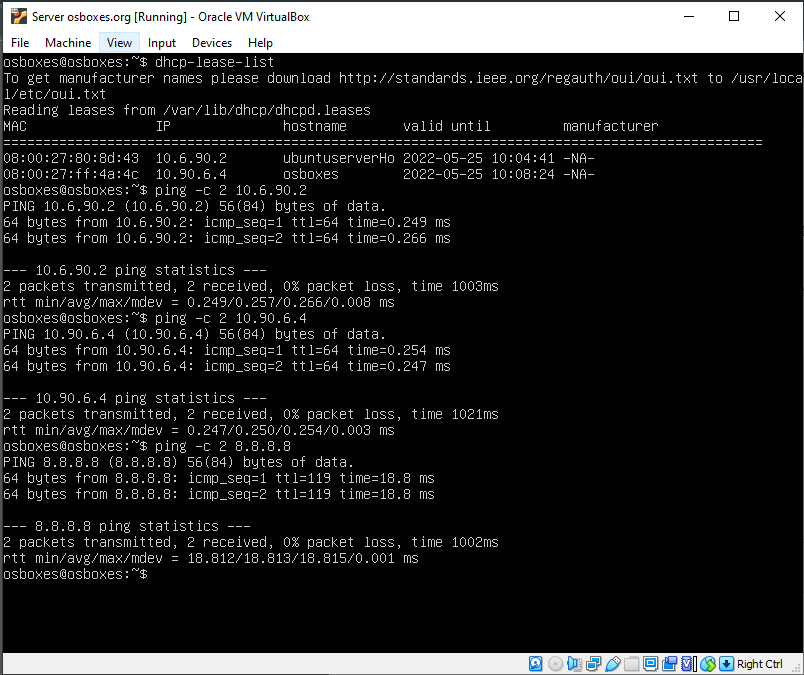 Server osboxes.org [Running] - Oracle VM VirtualBox
File Machine View Input Devices Help
osboxes@osboxes:~$ dhcp-lease-list
To get manufacturer names please download http://standards.ieee.org/regauth/oui/oui.txt to /usr/loca
l/etc/oui.txt
Reading leases from /var/lib/dhcp/dhcpd.leases
MAC                IP              hostname       valid until         manufacturer
===============================================================================================
08:00:27:80:8d:43  10.6.90.2       ubuntuserverHo 2022-05-25 10:04:41 -NA-
08:00:27:ff:4a:4c  10.90.6.4       osboxes        2022-05-25 10:08:24 -NA-
osboxes@osboxes:~$ ping -c 2 10.6.90.2
PING 10.6.90.2 (10.6.90.2) 56(84) bytes of data.
64 bytes from 10.6.90.2: icmp_seq=1 ttl=64 time=0.249 ms
64 bytes from 10.6.90.2: icmp_seq=2 ttl=64 time=0.266 ms
--- 10.6.90.2 ping statistics ---
2 packets transmitted, 2 received, 0% packet loss, time 1003ms
rtt min/avg/max/mdev = 0.249/0.257/0.266/0.008 ms
osboxes@osboxes:~$ ping -c 2 10.90.6.4
PING 10.90.6.4 (10.90.6.4) 56(84) bytes of data.
64 bytes from 10.90.6.4: icmp_seq=1 ttl=64 time=0.254 ms
64 bytes from 10.90.6.4: icmp_seq=2 ttl=64 time=0.247 ms
--- 10.90.6.4 ping statistics ---
2 packets transmitted, 2 received, 0% packet loss, time 1021ms
rtt min/avg/max/mdev = 0.247/0.250/0.254/0.003 ms
osboxes@osboxes:~$ ping -c 2 8.8.8.8
PING 8.8.8.8 (8.8.8.8) 56(84) bytes of data.
64 bytes from 8.8.8.8: icmp_seq=1 ttl=119 time=18.8 ms
64 bytes from 8.8.8.8: icmp_seq=2 ttl=119 time=18.8 ms
--- 8.8.8.8 ping statistics ---
2 packets transmitted, 2 received, 0% packet loss, time 1002ms
rtt min/avg/max/mdev = 18.812/18.813/18.815/0.001 ms
osboxes@osboxes:~$
Right Ctrl